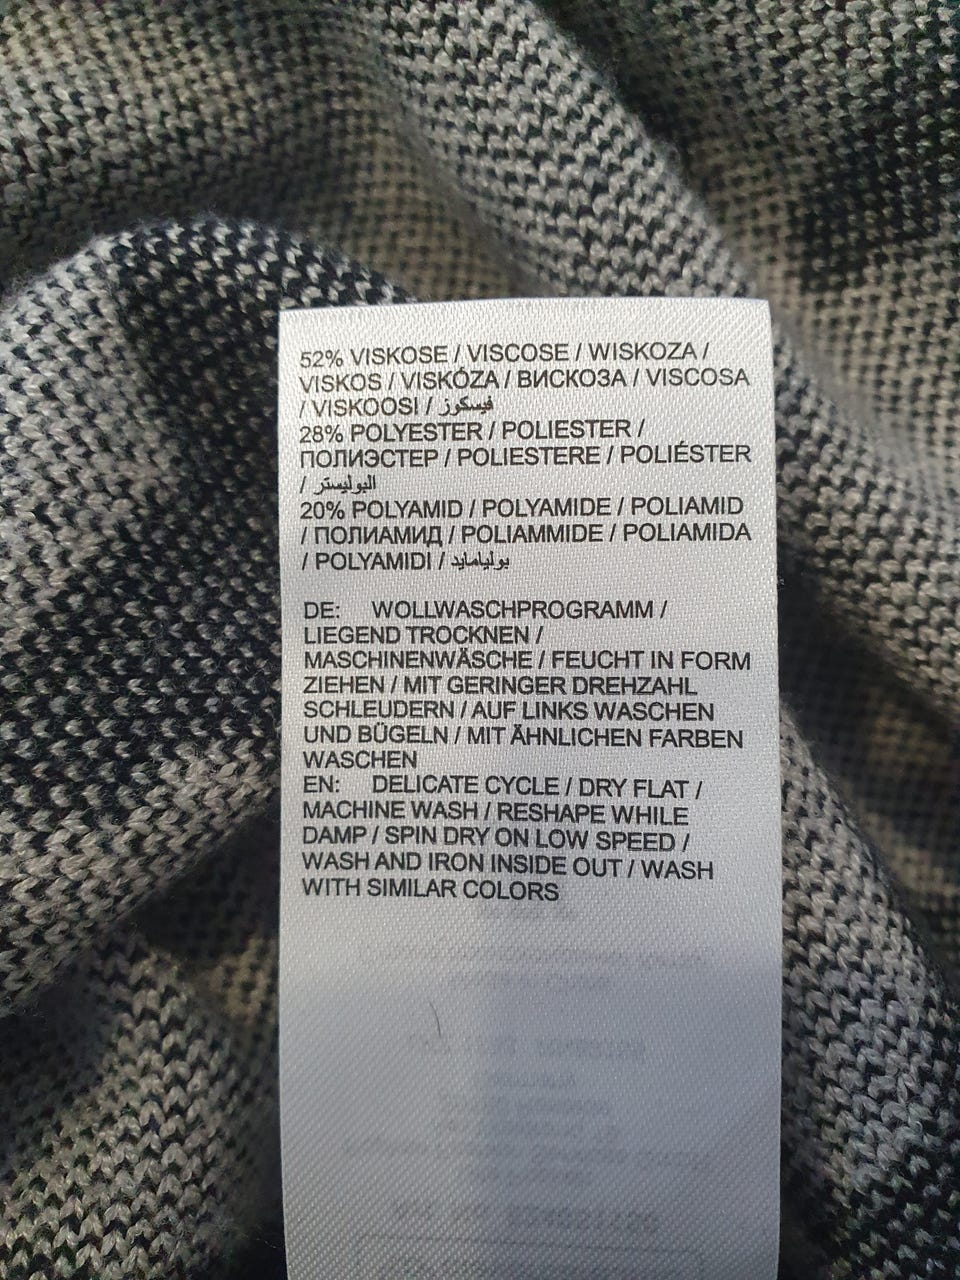 52% VISKOSE / VISCOSE / WISKOZA /
VISKOS / VISKÓZA / ВИСКОЗА / VISCOSA
/ VISKOOSI / فيسكوز
28% POLYESTER / POLIESTER /
ПОЛИЭСТЕР / POLIESTERE / POLIÉSTER
/ البوليستر
20% POLYAMID / POLYAMIDE / POLIAMID
/ ПОЛИАМИД / POLIAMMIDE / POLIAMIDA
/ POLYAMIDI / بوليامايد
DE: WOLLWASCHPROGRAMM /
LIEGEND TROCKNEN /
MASCHINENWÄSCHE / FEUCHT IN FORM
ZIEHEN / MIT GERINGER DREHZAHL
SCHLEUDERN / AUF LINKS WASCHEN
UND BÜGELN / MIT ÄHNLICHEN FARBEN
WASCHEN
EN: DELICATE CYCLE / DRY FLAT /
MACHINE WASH / RESHAPE WHILE
DAMP / SPIN DRY ON LOW SPEED /
WASH AND IRON INSIDE OUT / WASH
WITH SIMILAR COLORS